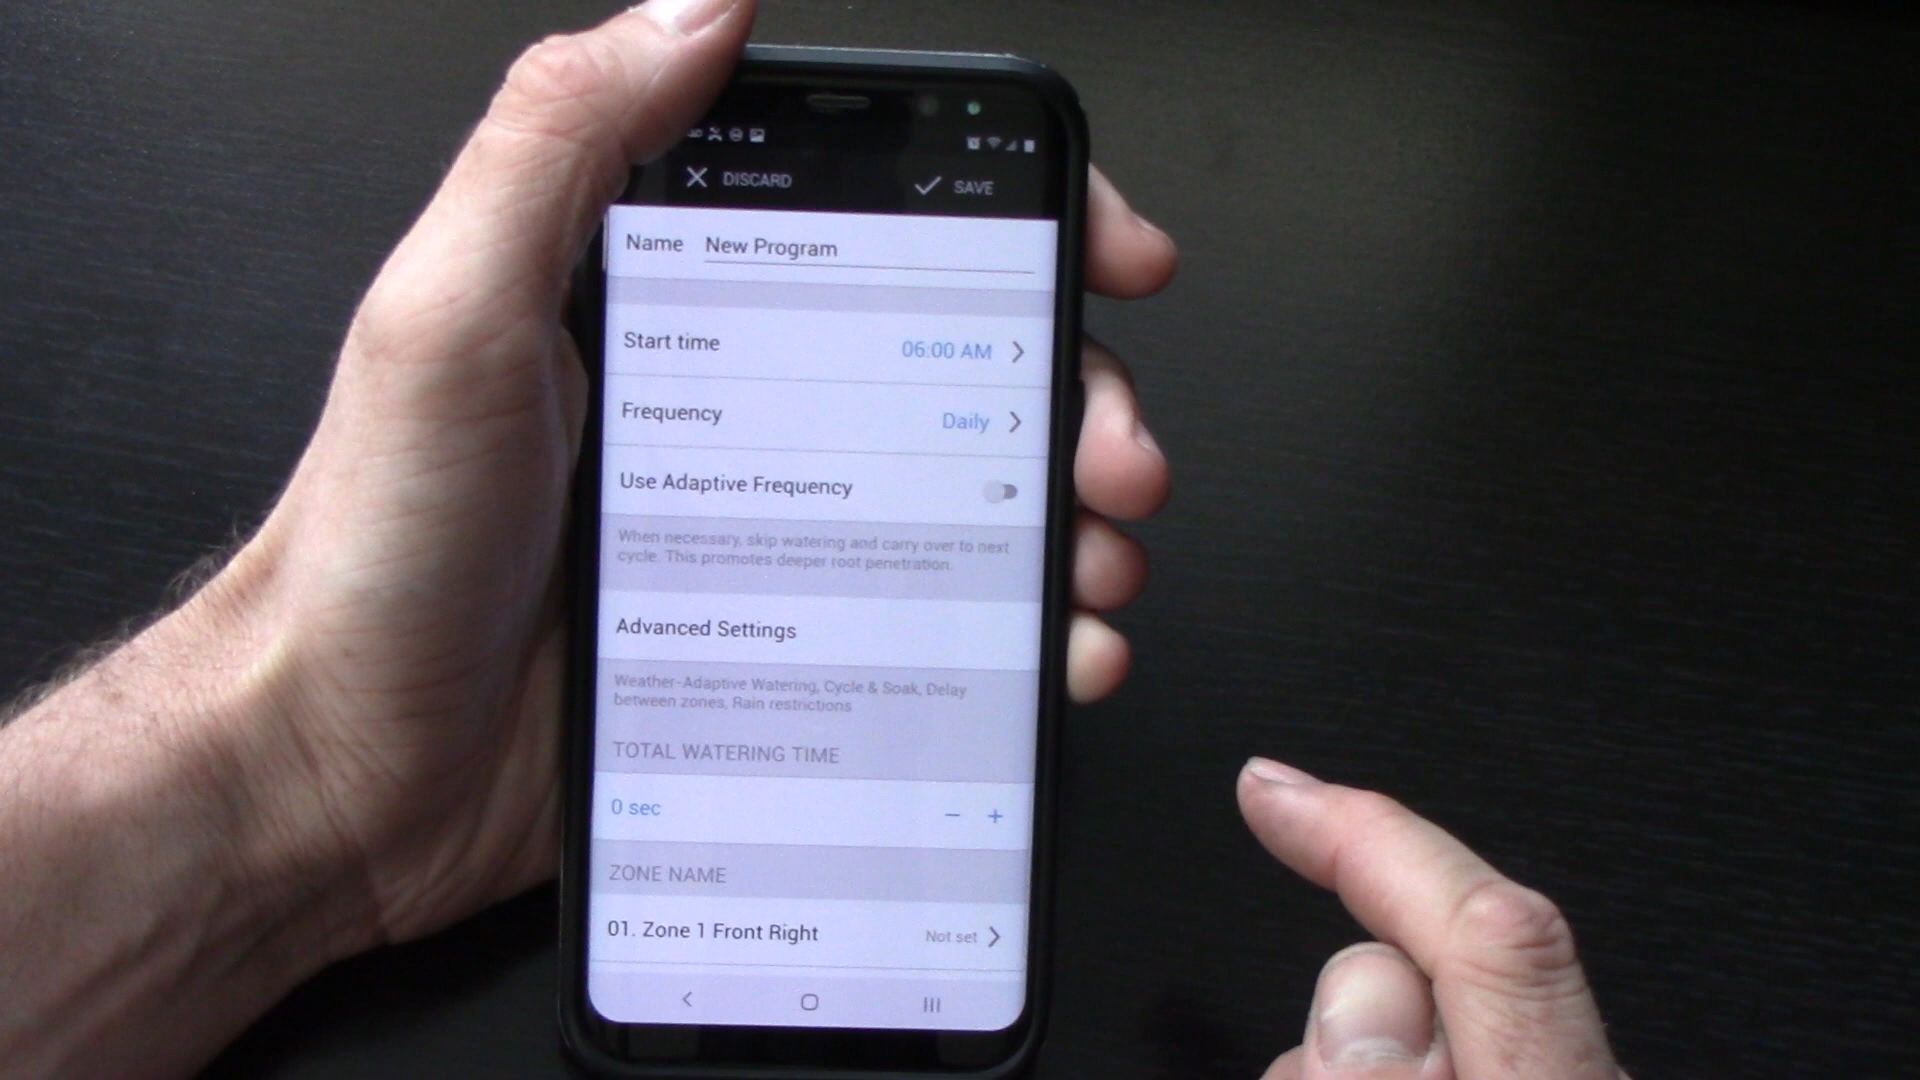 DISCARD SAVE
Name New Program
Start time 06:00 AM
Frequency Daily
Use Adaptive Frequency
When necessary, skip watering and carry over to next
cycle. This promotes deeper root penetration.
Advanced Settings
Weather-Adaptive Watering, Cycle & Soak, Delay
between zones, Rain restrictions
TOTAL WATERING TIME
0 sec - +
ZONE NAME
01. Zone 1 Front Right Not set